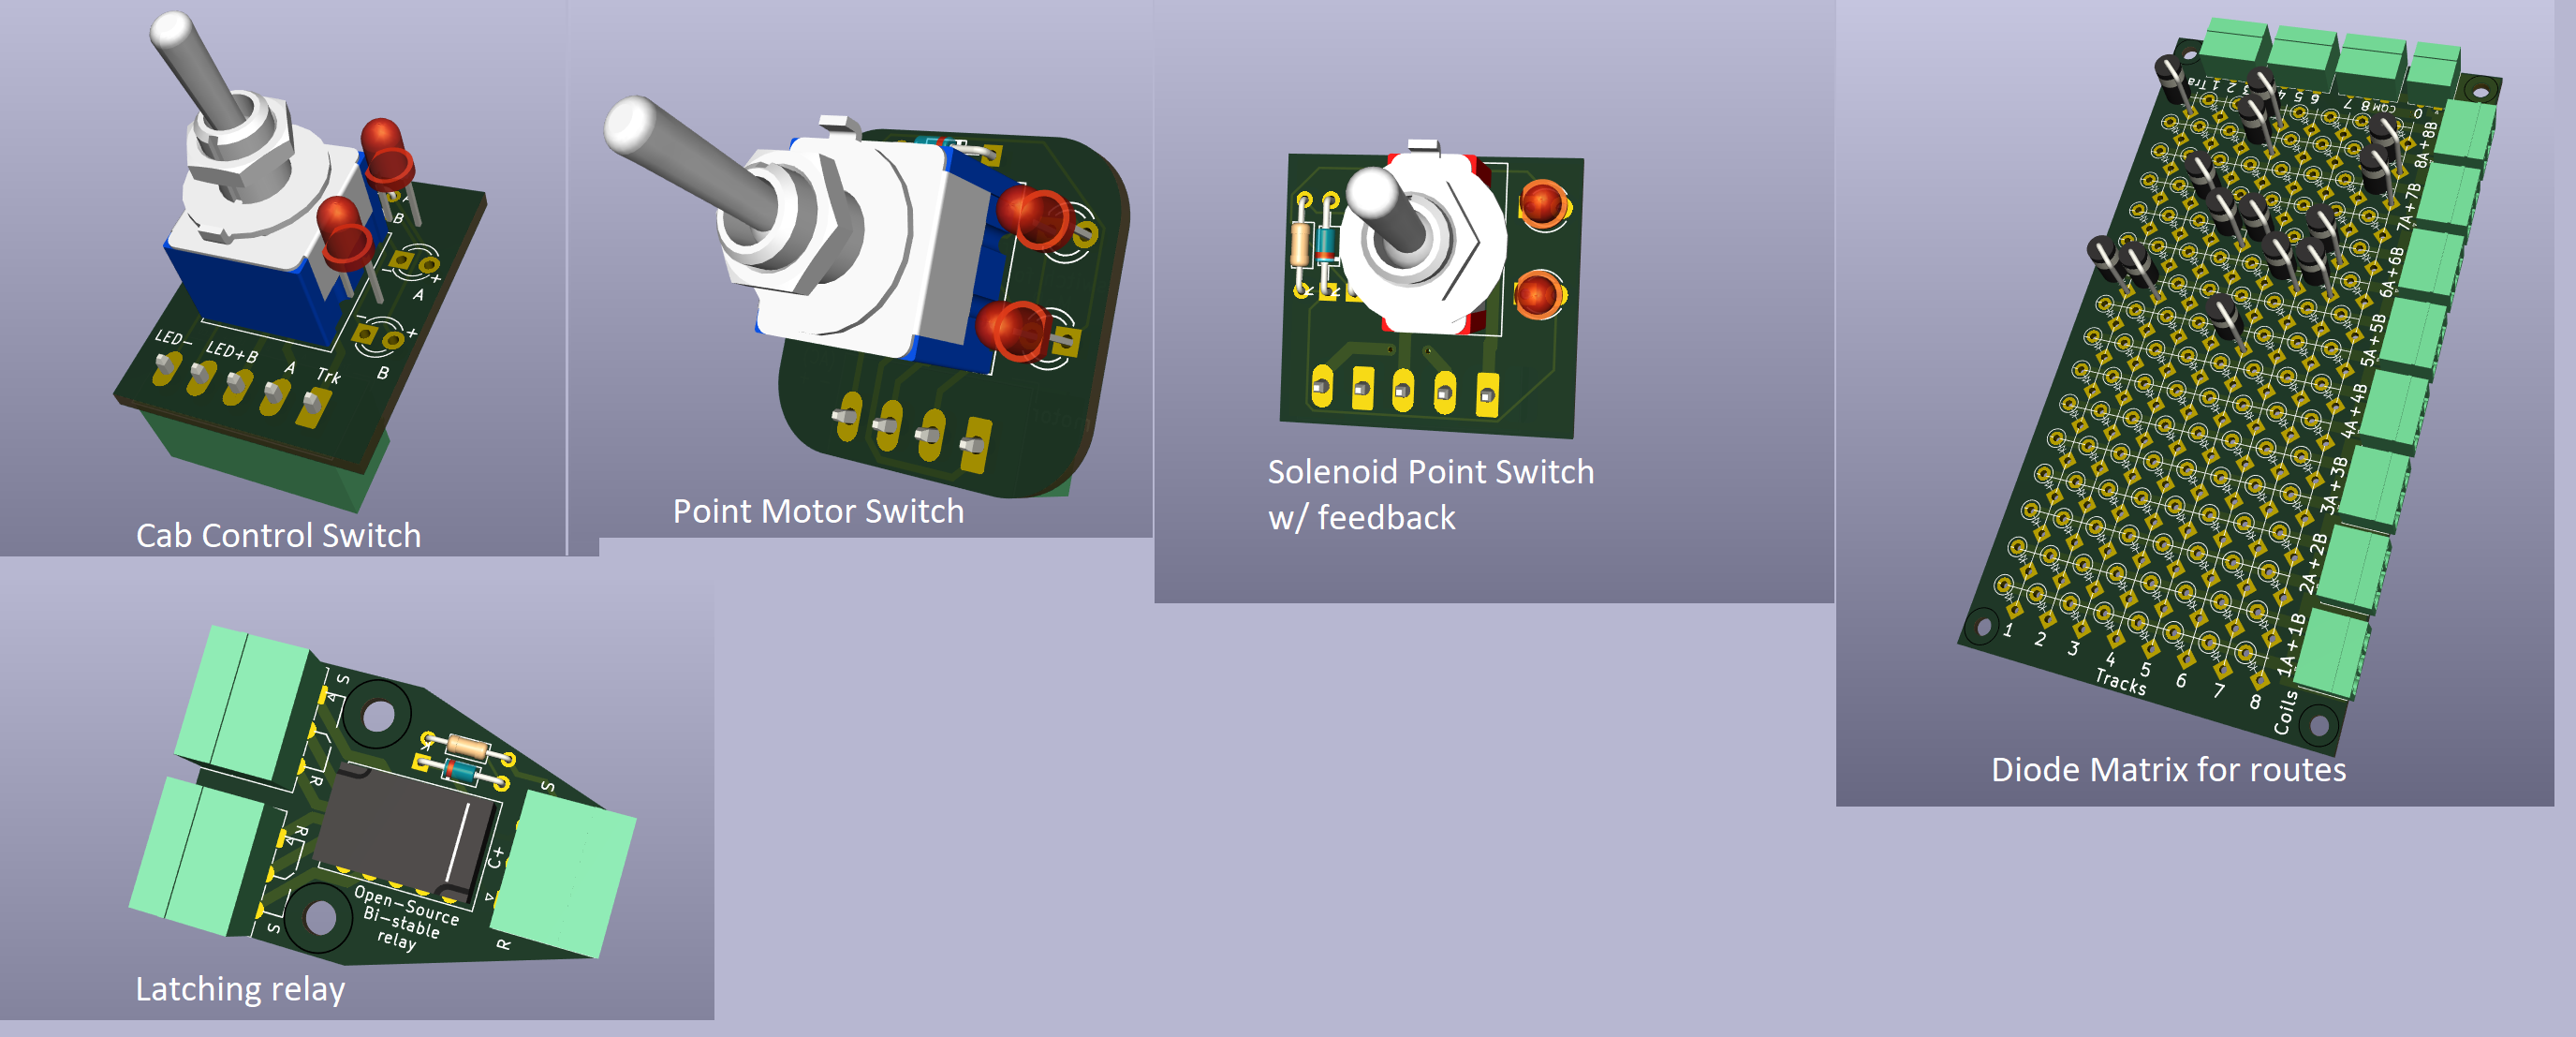 LED-
LED+B
A
Trk
B
A
B
- +
- +
Cab Control Switch
Point Motor Switch
Solenoid Point Switch
w/ feedback
1 2 3 4 5 6 7 8 COM 0
8A+8B
7A+7B
6A+6B
5A+5B
4A+4B
3A+3B
2A+2B
1A+1B
Coils
1 2 3 4 5 6 7 8
Tracks
Diode Matrix for routes
S
R
R
S
S
C+
R
Open-Source
Bi-stable
relay
Latching relay